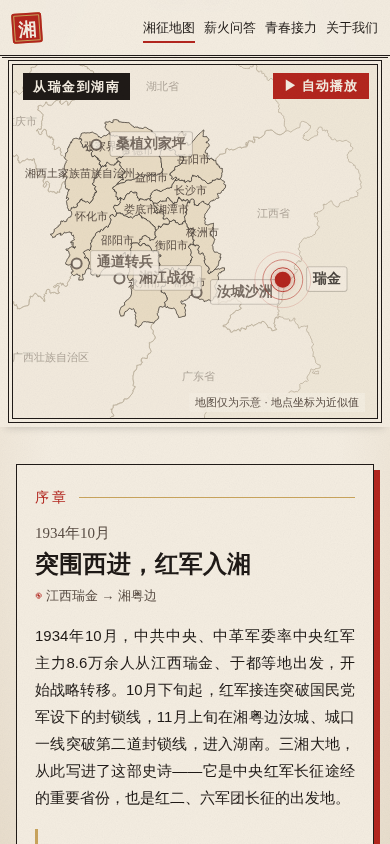 湘
湘征地图 薪火问答 青春接力 关于我们
从瑞金到湖南
湖北省
▶ 自动播放
庆市
桑植刘家坪
岳阳市
湘西土家族苗族自治州
益阳市
长沙市
怀化市
娄底市
湘潭市
江西省
株洲市
邵阳市
衡阳市
通道转兵
湘江战役
瑞金
汝城沙洲
广西壮族自治区
广东省
地图仅为示意 · 地点坐标为近似值
序章
1934年10月
突围西进，红军入湘
江西瑞金 → 湘粤边
1934年10月，中共中央、中革军委率中央红军
主力8.6万余人从江西瑞金、于都等地出发，开
始战略转移。10月下旬起，红军接连突破国民党
军设下的封锁线，11月上旬在湘粤边汝城、城口
一线突破第二道封锁线，进入湖南。三湘大地，
从此写进了这部史诗——它是中央红军长征途经
的重要省份，也是红二、六军团长征的出发地。